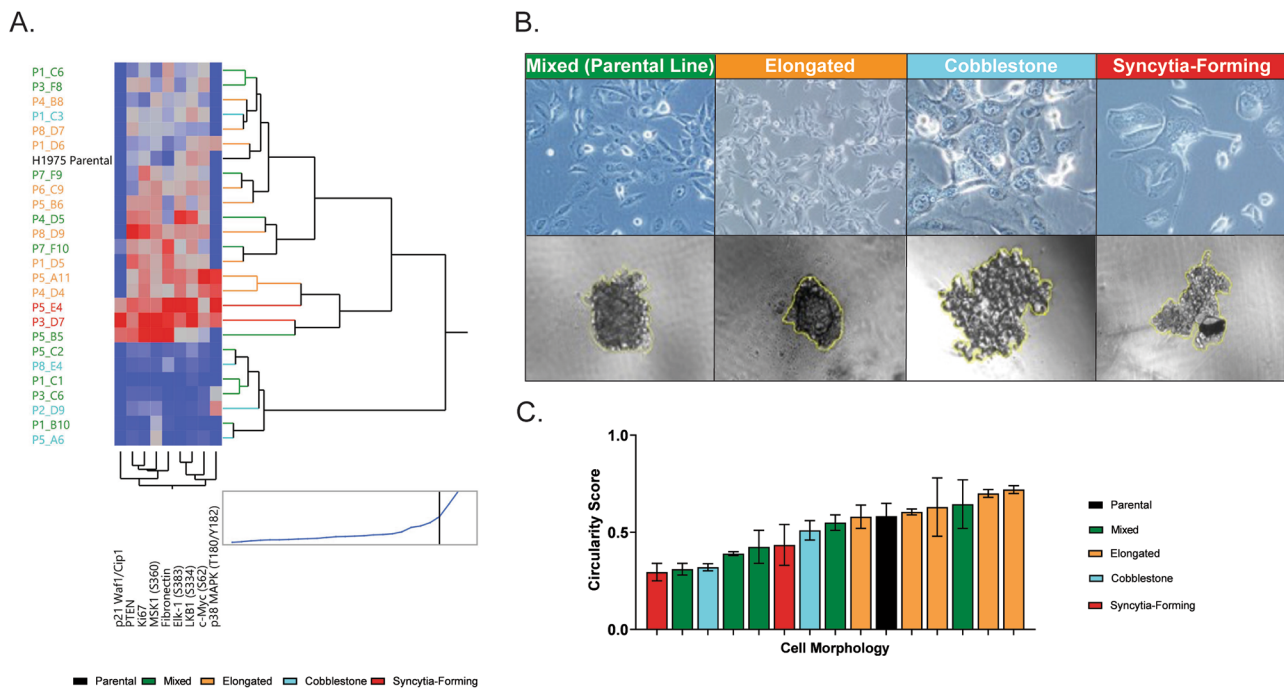 A.
P1_C6
P3_F8
P4_B8
P1_C3
P8_D7
P1_D6
H1975 Parental
P7_F9
P6_C9
P5_B6
P4_D5
P8_D9
P7_F10
P1_D5
P5_A11
P4_D4
P5_E4
P3_D7
P5_B5
P5_C2
P8_E4
P1_C1
P3_C6
P2_D9
P1_B10
P5_A6
p21 Waf1/Cip1
PTEN
Ki67
MSK1 (S360)
Fibronectin
Elk-1 (S383)
LKB1 (S334)
c-Myc (S62)
p38 MAPK (T180/Y182)
Parental Mixed Elongated Cobblestone Syncytia-Forming
B.
Mixed (Parental Line) Elongated Cobblestone Syncytia-Forming
C.
Circularity Score
1.0
0.5
0.0
Cell Morphology
Parental
Mixed
Elongated
Cobblestone
Syncytia-Forming